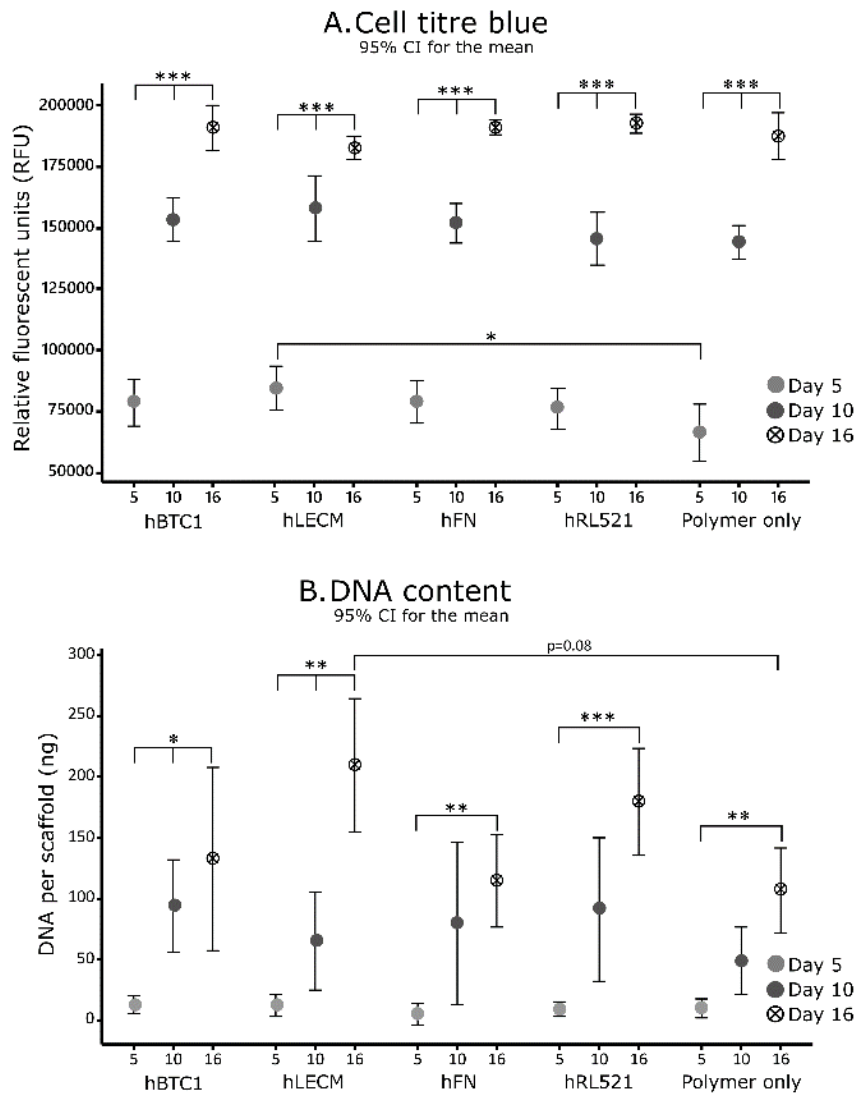 A.Cell titre blue
95% CI for the mean
*** *** *** *** ***
200000
175000
150000
125000
100000
75000
50000
Relative fluorescent units (RFU)
*
Day 5
Day 10
Day 16
5 10 16 5 10 16 5 10 16 5 10 16 5 10 16
hBTC1 hLECM hFN hRL521 Polymer only
B.DNA content
95% CI for the mean
300
250
200
150
100
50
0
DNA per scaffold (ng)
p=0.08
* ** ** *** **
Day 5
Day 10
Day 16
5 10 16 5 10 16 5 10 16 5 10 16 5 10 16
hBTC1 hLECM hFN hRL521 Polymer only